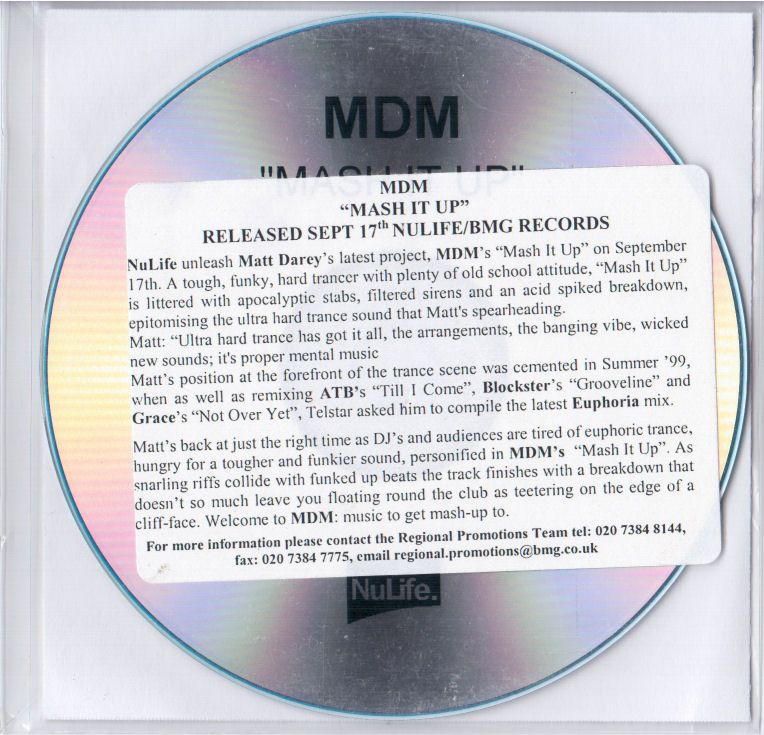 MDM
"MASH IT UP"
MDM
“MASH IT UP”
RELEASED SEPT 17th NULIFE/BMG RECORDS
NuLife unleash Matt Darey's latest project, MDM's “Mash It Up” on September
17th. A tough, funky, hard trancer with plenty of old school attitude, “Mash It Up”
is littered with apocalyptic stabs, filtered sirens and an acid spiked breakdown,
epitomising the ultra hard trance sound that Matt's spearheading.
Matt: “Ultra hard trance has got it all, the arrangements, the banging vibe, wicked
new sounds; it's proper mental music
Matt's position at the forefront of the trance scene was cemented in Summer '99,
when as well as remixing ATB's “Till I Come”, Blockster's “Grooveline” and
Grace's “Not Over Yet”, Telstar asked him to compile the latest Euphoria mix.
Matt's back at just the right time as DJ's and audiences are tired of euphoric trance,
hungry for a tougher and funkier sound, personified in MDM's “Mash It Up”. As
snarling riffs collide with funked up beats the track finishes with a breakdown that
doesn't so much leave you floating round the club as teetering on the edge of a
cliff-face. Welcome to MDM: music to get mash-up to.
For more information please contact the Regional Promotions Team tel: 020 7384 8144,
fax: 020 7384 7775, email regional.promotions@bmg.co.uk
NuLife.